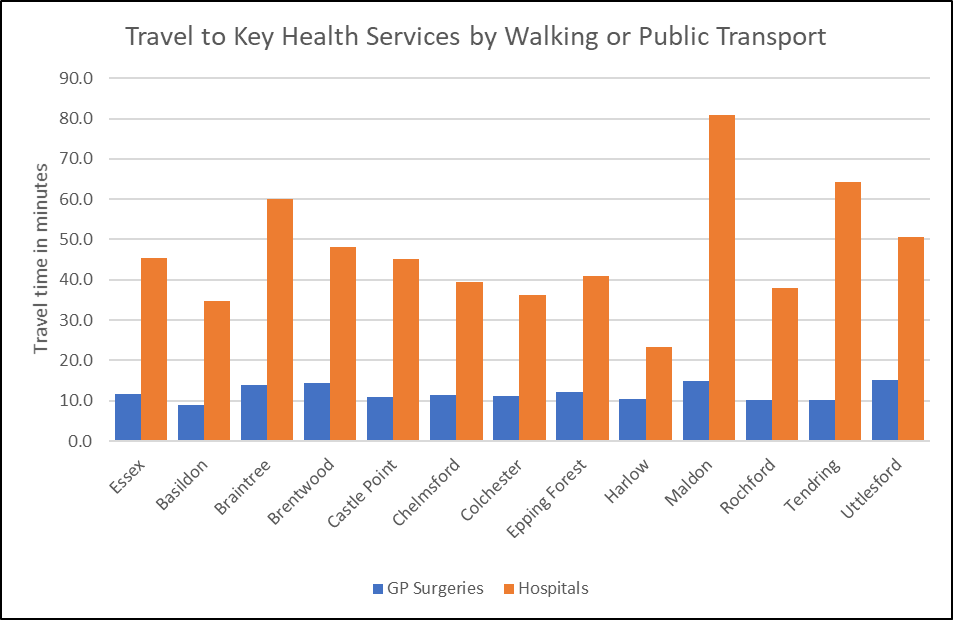 Travel to Key Health Services by Walking or Public Transport
Travel time in minutes
90.0
80.0
70.0
60.0
50.0
40.0
30.0
20.0
10.0
0.0
Essex
Basildon
Braintree
Brentwood
Castle Point
Chelmsford
Colchester
Epping Forest
Harlow
Maldon
Rochford
Tendring
Uttlesford
GP Surgeries
Hospitals